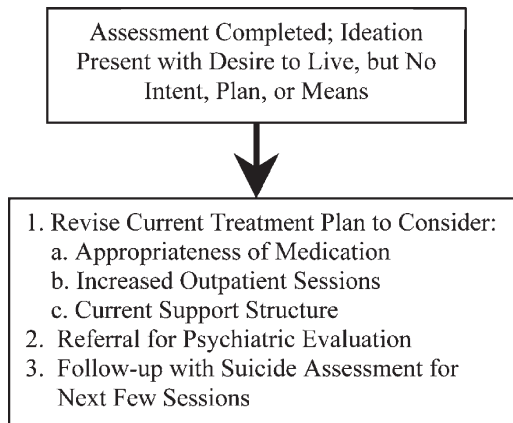 Assessment Completed; Ideation
Present with Desire to Live, but No
Intent, Plan, or Means
1. Revise Current Treatment Plan to Consider:
a. Appropriateness of Medication
b. Increased Outpatient Sessions
c. Current Support Structure
2. Referral for Psychiatric Evaluation
3. Follow-up with Suicide Assessment for
Next Few Sessions